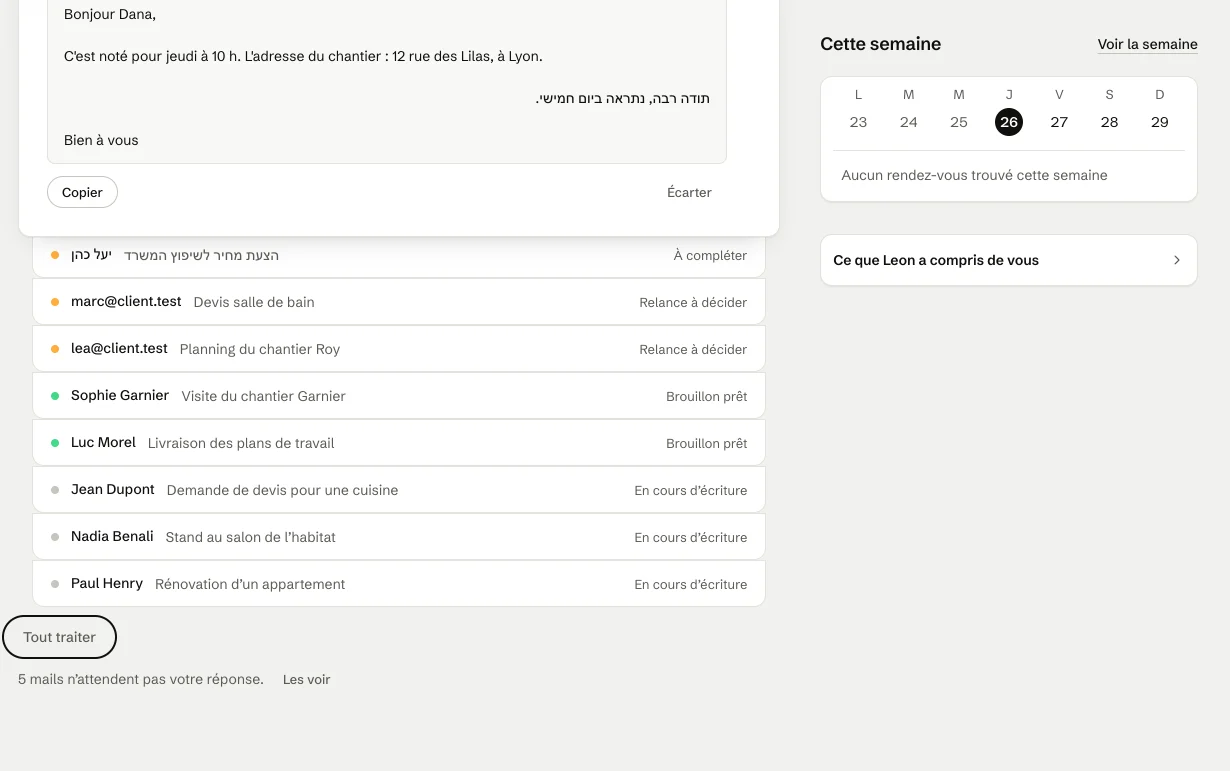 Bonjour Dana,
C'est noté pour jeudi à 10 h. L'adresse du chantier : 12 rue des Lilas, à Lyon.
תודה רבה, נתראה ביום חמישי.
Bien à vous
Copier
Écarter
יעל כהן הצעת מחיר לשיפוץ המשרד À compléter
marc@client.test Devis salle de bain Relance à décider
lea@client.test Planning du chantier Roy Relance à décider
Sophie Garnier Visite du chantier Garnier Brouillon prêt
Luc Morel Livraison des plans de travail Brouillon prêt
Jean Dupont Demande de devis pour une cuisine En cours d’écriture
Nadia Benali Stand au salon de l’habitat En cours d’écriture
Paul Henry Rénovation d’un appartement En cours d’écriture
Tout traiter
5 mails n’attendent pas votre réponse. Les voir
Cette semaine Voir la semaine
L M M J V S D
23 24 25 26 27 28 29
Aucun rendez-vous trouvé cette semaine
Ce que Leon a compris de vous